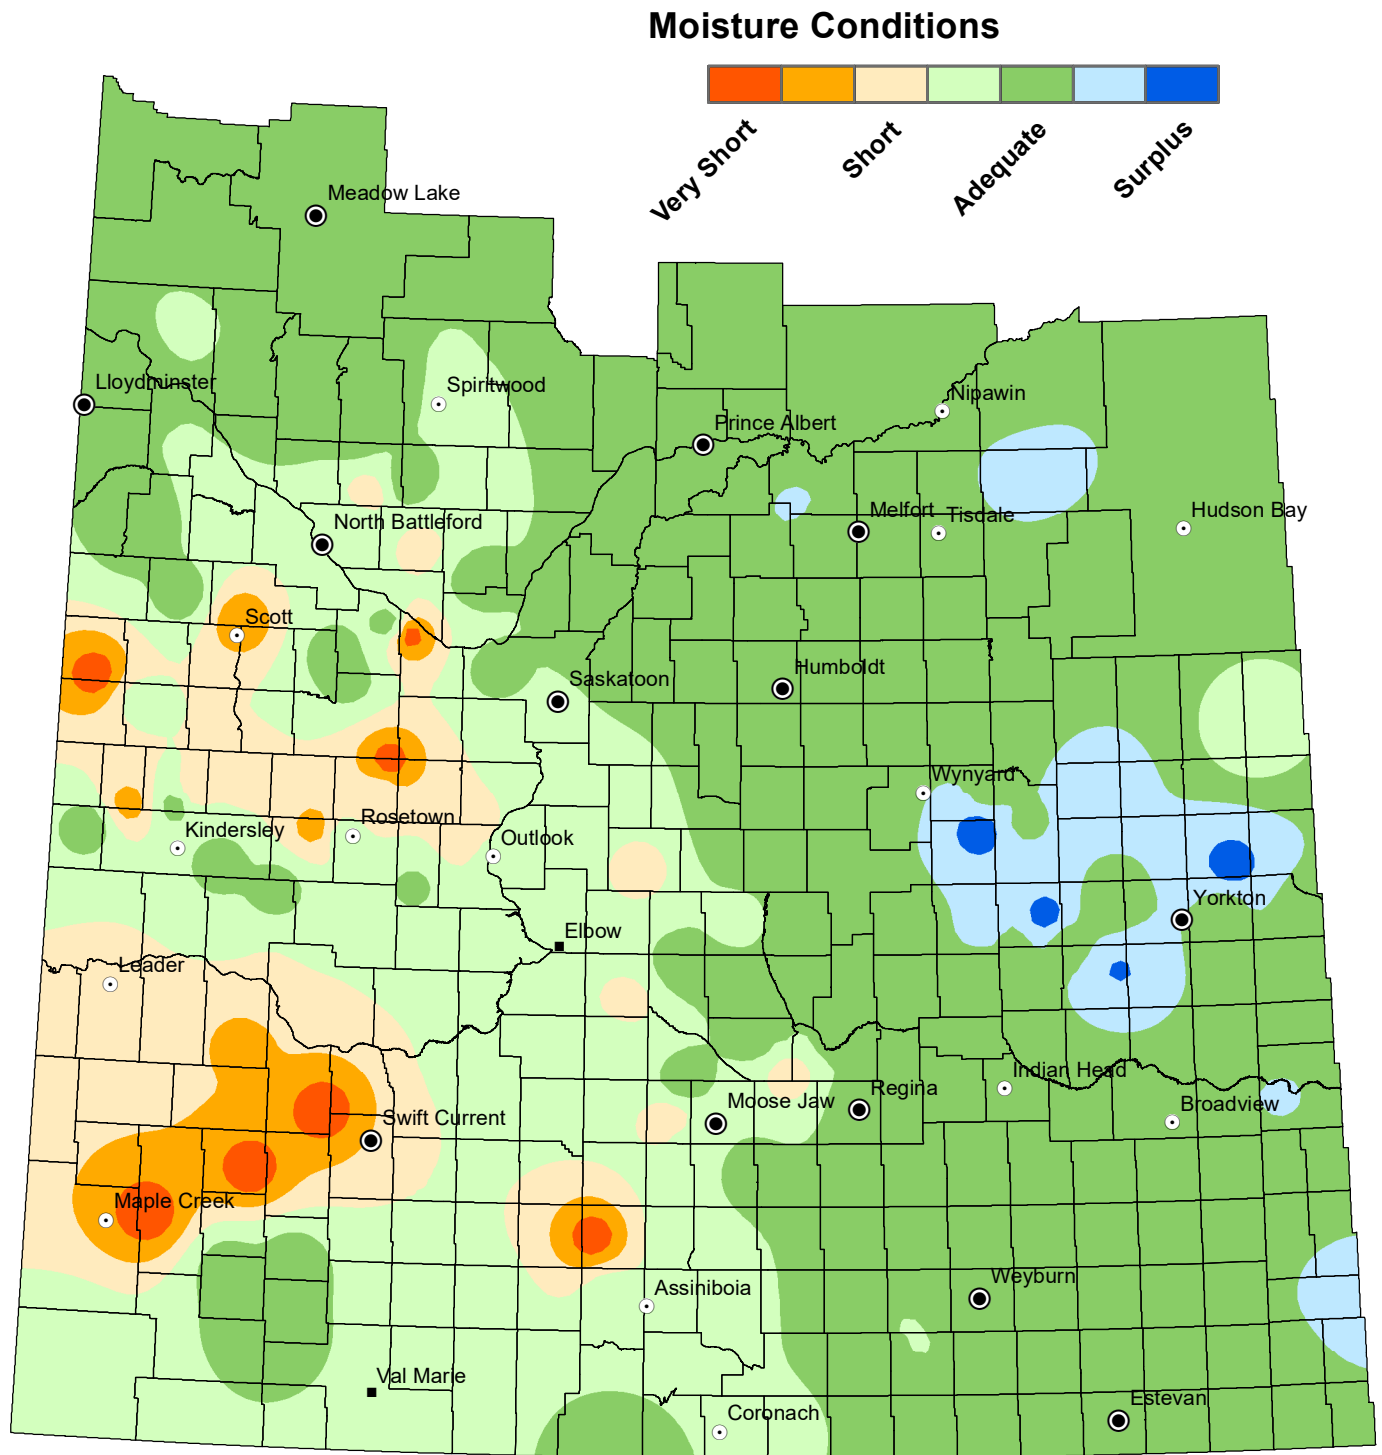 Moisture Conditions
Very Short
Short
Adequate
Surplus
Meadow Lake
Lloydminster
Spiritwood
Nipawin
Prince Albert
Hudson Bay
Melfort
Tisdale
North Battleford
Scott
Humboldt
Saskatoon
Wynyard
Rosetown
Kindersley
Outlook
Yorkton
Elbow
Leader
Indian Head
Regina
Moose Jaw
Broadview
Swift Current
Maple Creek
Weyburn
Assiniboia
Val Marie
Estevan
Coronach